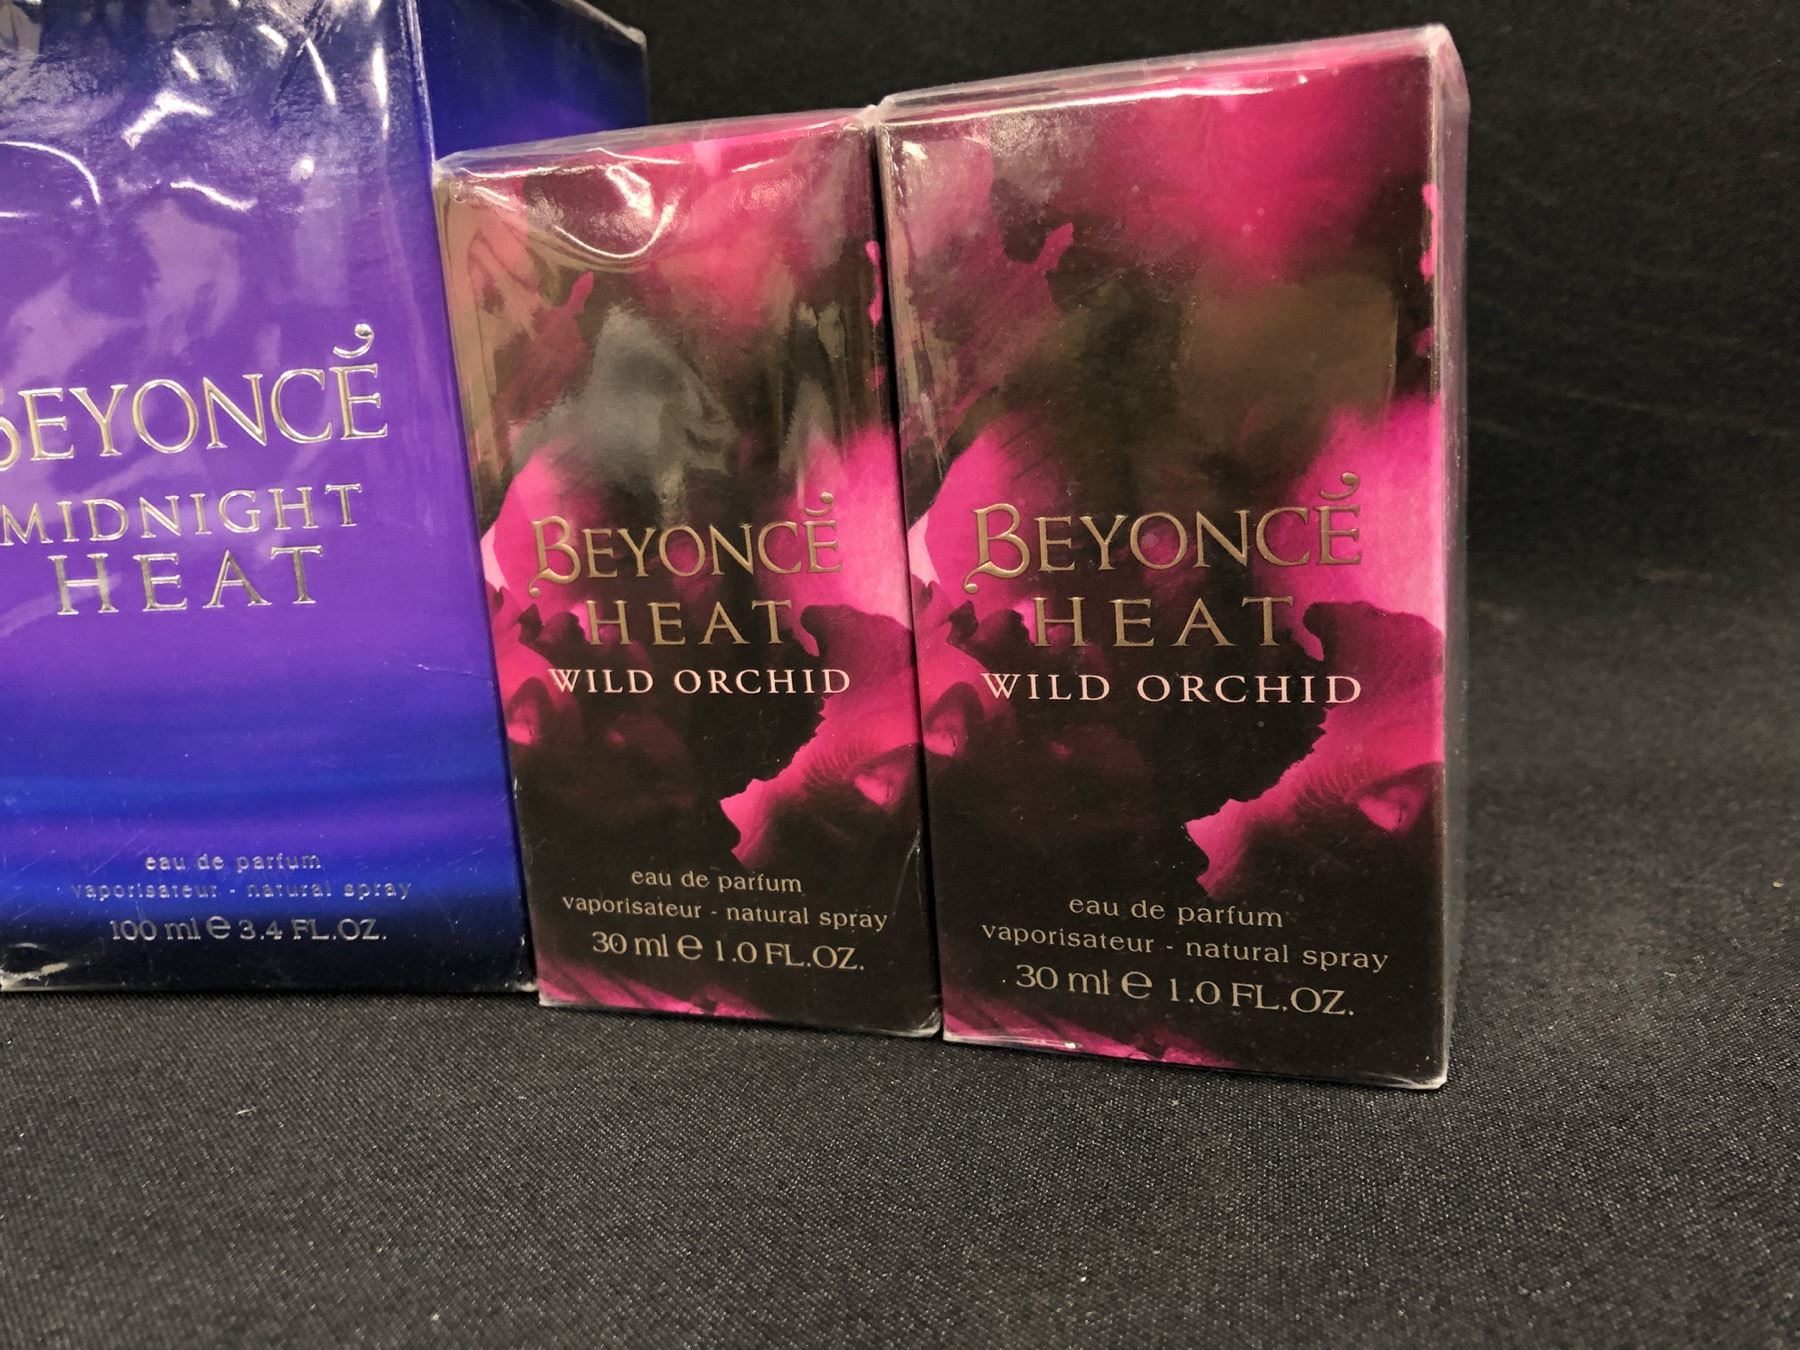 BEYONCÉ
MIDNIGHT
HEAT
eau de parfum
vaporisateur - natural spray
100 ml ℮ 3.4 FL.OZ.
BEYONCÉ
HEAT
WILD ORCHID
eau de parfum
vaporisateur - natural spray
30 ml ℮ 1.0 FL.OZ.
BEYONCÉ
HEAT
WILD ORCHID
eau de parfum
vaporisateur - natural spray
30 ml ℮ 1.0 FL.OZ.